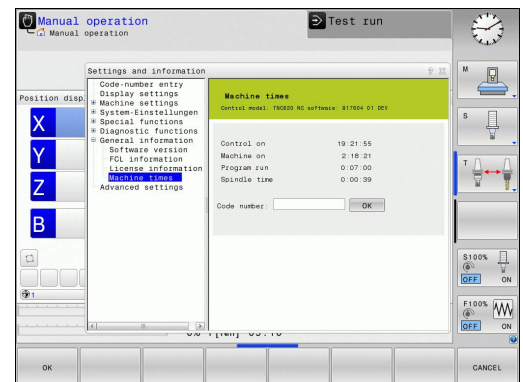 Manual operation
Manual operation
Test run
Settings and information
Code-number entry
Display settings
Machine settings
System-Einstellungen
Special functions
Diagnostic functions
General information
Software version
FCL information
License information
Machine times
Advanced settings
Machine times
Control model: TNC620 NC software: 817604 01 DEV
Control on 19:21:55
Machine on 2:18:21
Program run 0:07:00
Spindle time 0:00:39
Code number: OK
Position disp
X
Y
Z
B
1
M
S
T
S100%
OFF ON
F100%
OFF ON
OK
CANCEL